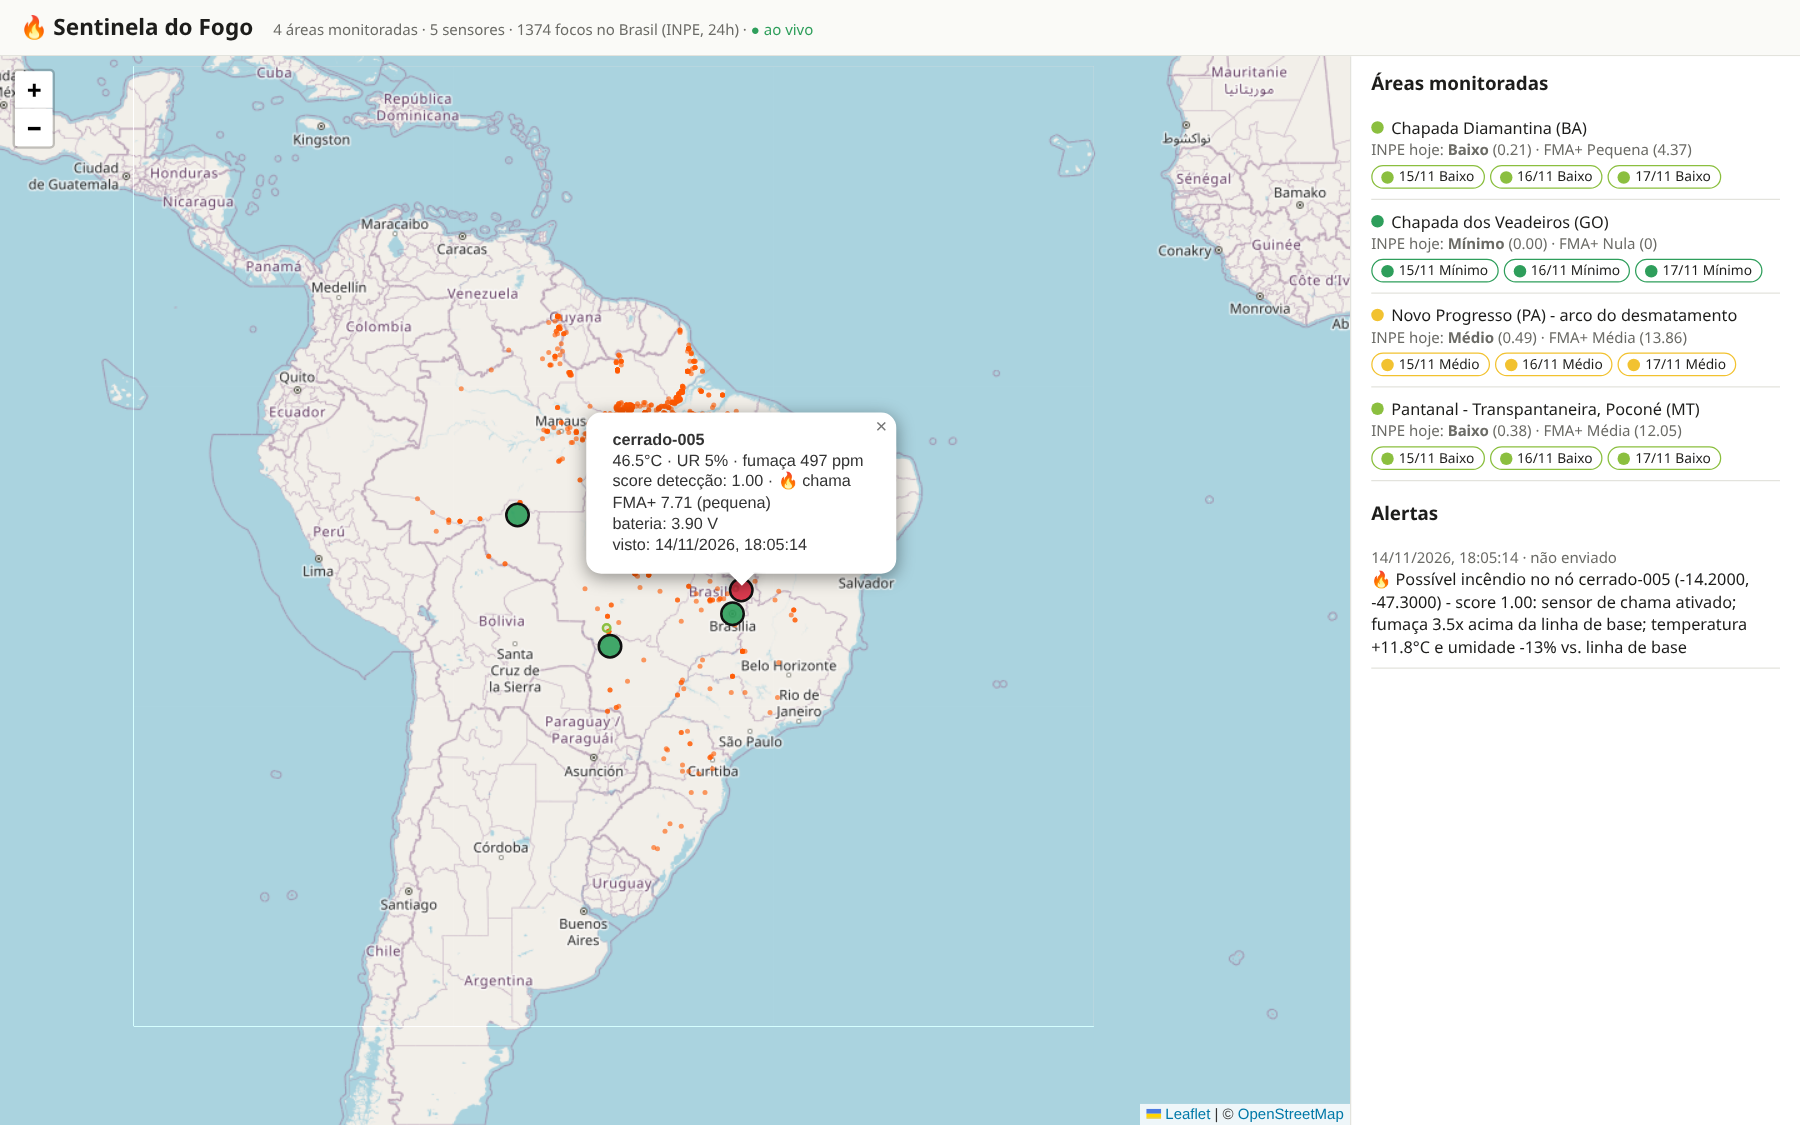 🔥 Sentinela do Fogo
4 áreas monitoradas · 5 sensores · 1374 focos no Brasil (INPE, 24h) · ● ao vivo
+
−
Cuba
República
Dominicana
Kingston
Ciudad
de Guatemala
Honduras
Nicaragua
Maracaibo
Caracas
Panamá
Medellín
Venezuela
Guyana
Colombia
Quito
Ecuador
Manaus
Perú
Lima
Bolivia
Santa
Cruz de
la Sierra
Brasil
Brasília
Salvador
Belo Horizonte
Rio de
Janeiro
Paraguay /
Paraguái
São Paulo
Asunción
Curitiba
Córdoba
Uruguay
Santiago
Buenos
Aires
Chile
Argentina
Mauritanie
موريتانيا
نواكشوط
Sénégal
Bamako
Conakry
Guinée
Côte d'Iv
Monrovia
Ab
cerrado-005
×
46.5°C · UR 5% · fumaça 497 ppm
score detecção: 1.00 · 🔥 chama
FMA+ 7.71 (pequena)
bateria: 3.90 V
visto: 14/11/2026, 18:05:14
Leaflet | © OpenStreetMap
Áreas monitoradas
Chapada Diamantina (BA)
INPE hoje: Baixo (0.21) · FMA+ Pequena (4.37)
15/11 Baixo 16/11 Baixo 17/11 Baixo
Chapada dos Veadeiros (GO)
INPE hoje: Mínimo (0.00) · FMA+ Nula (0)
15/11 Mínimo 16/11 Mínimo 17/11 Mínimo
Novo Progresso (PA) - arco do desmatamento
INPE hoje: Médio (0.49) · FMA+ Média (13.86)
15/11 Médio 16/11 Médio 17/11 Médio
Pantanal - Transpantaneira, Poconé (MT)
INPE hoje: Baixo (0.38) · FMA+ Média (12.05)
15/11 Baixo 16/11 Baixo 17/11 Baixo
Alertas
14/11/2026, 18:05:14 · não enviado
🔥 Possível incêndio no nó cerrado-005 (-14.2000,
-47.3000) - score 1.00: sensor de chama ativado;
fumaça 3.5x acima da linha de base; temperatura
+11.8°C e umidade -13% vs. linha de base